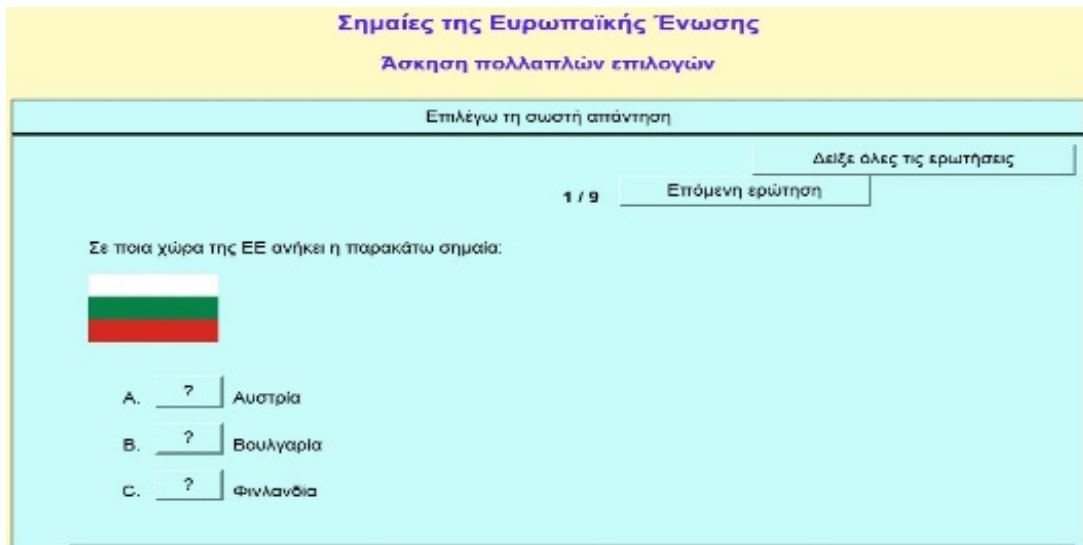 Σημαίες της Ευρωπαϊκής Ένωσης
Άσκηση πολλαπλών επιλογών
Επιλέγω τη σωστή απάντηση
Δείξε όλες τις ερωτήσεις
1 / 9 Επόμενη ερώτηση
Σε ποια χώρα της ΕΕ ανήκει η παρακάτω σημαία:
A. ? Αυστρία
B. ? Βουλγαρία
C. ? Φινλανδία